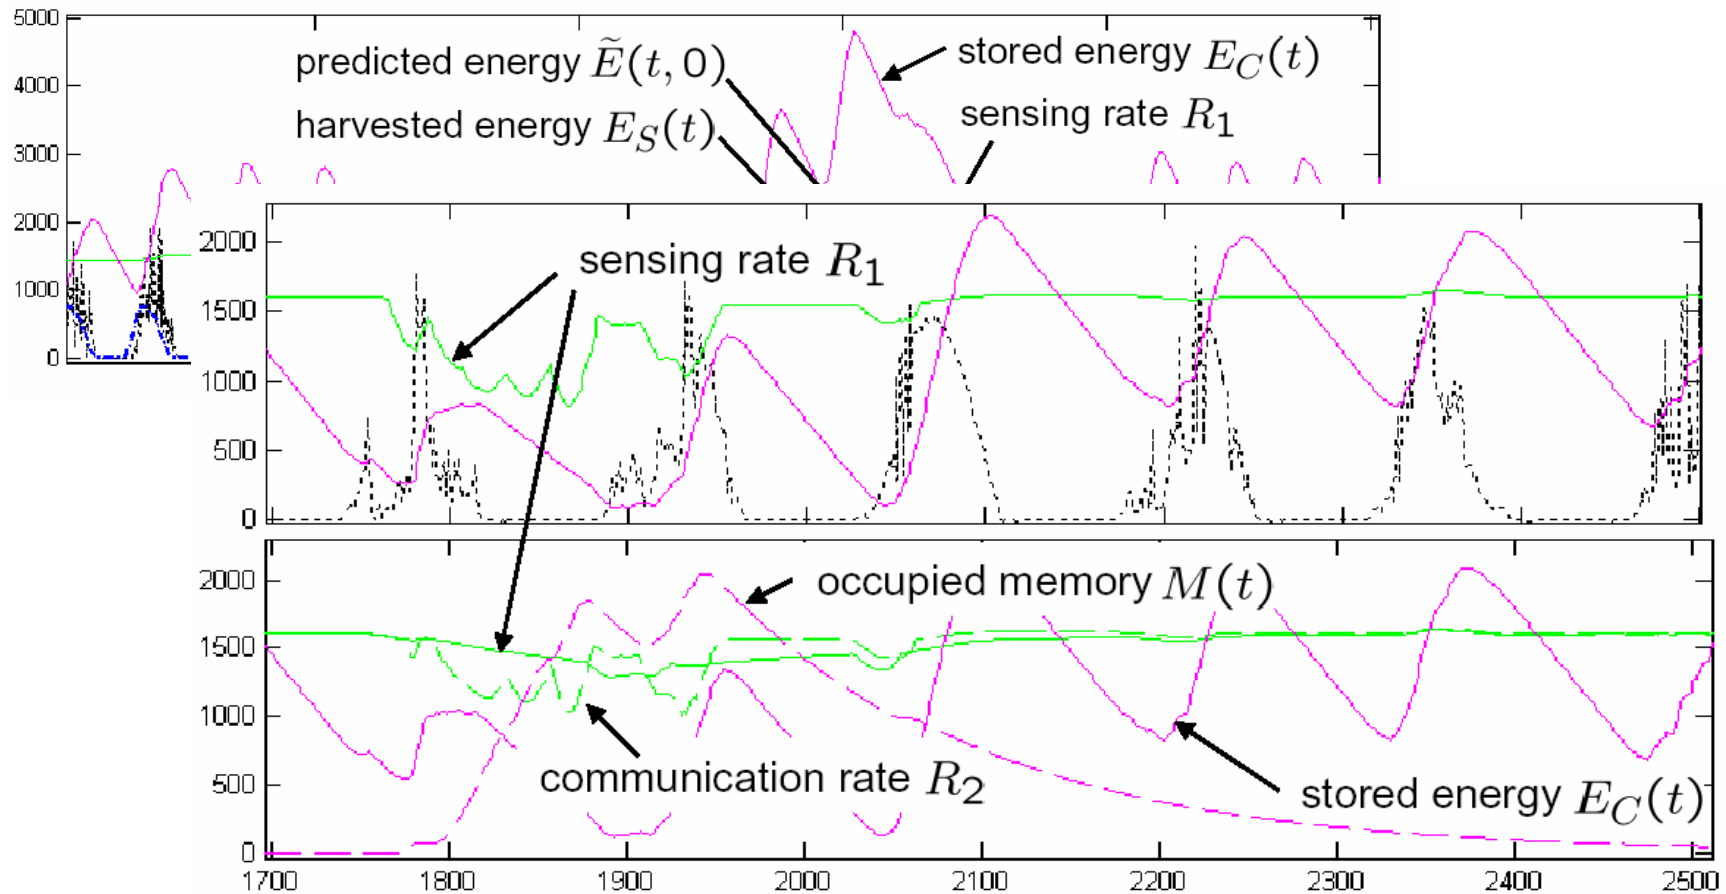 5000
4000
3000
2000
1000
0
predicted energy Ẽ(t, 0)
harvested energy E_S(t)
stored energy E_C(t)
sensing rate R_1
2000
1500
1000
500
0
sensing rate R_1
2000
1500
1000
500
0
occupied memory M(t)
communication rate R_2
stored energy E_C(t)
1700 1800 1900 2000 2100 2200 2300 2400 2500